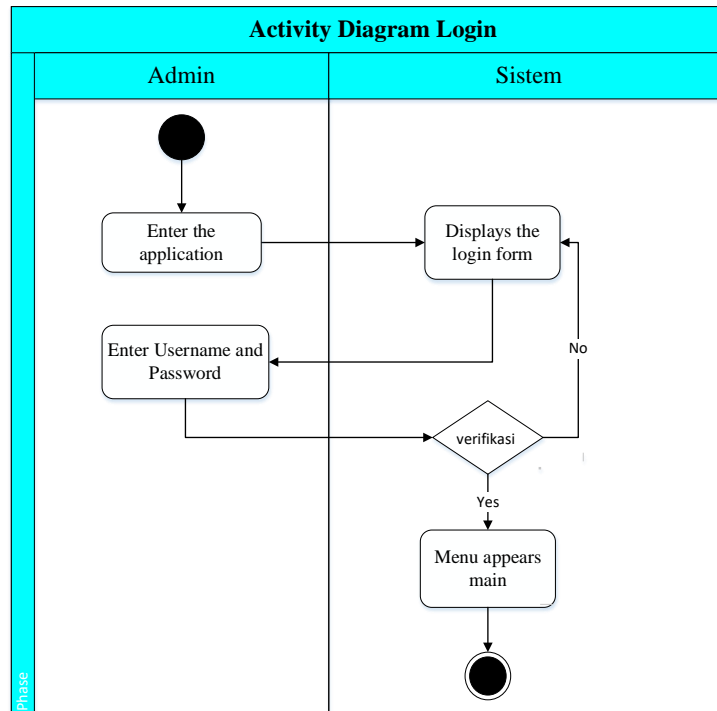 Activity Diagram Login
Admin
Sistem
Enter the
application
Displays the
login form
Enter Username and
Password
No
verifikasi
Yes
Menu appears
main
Phase